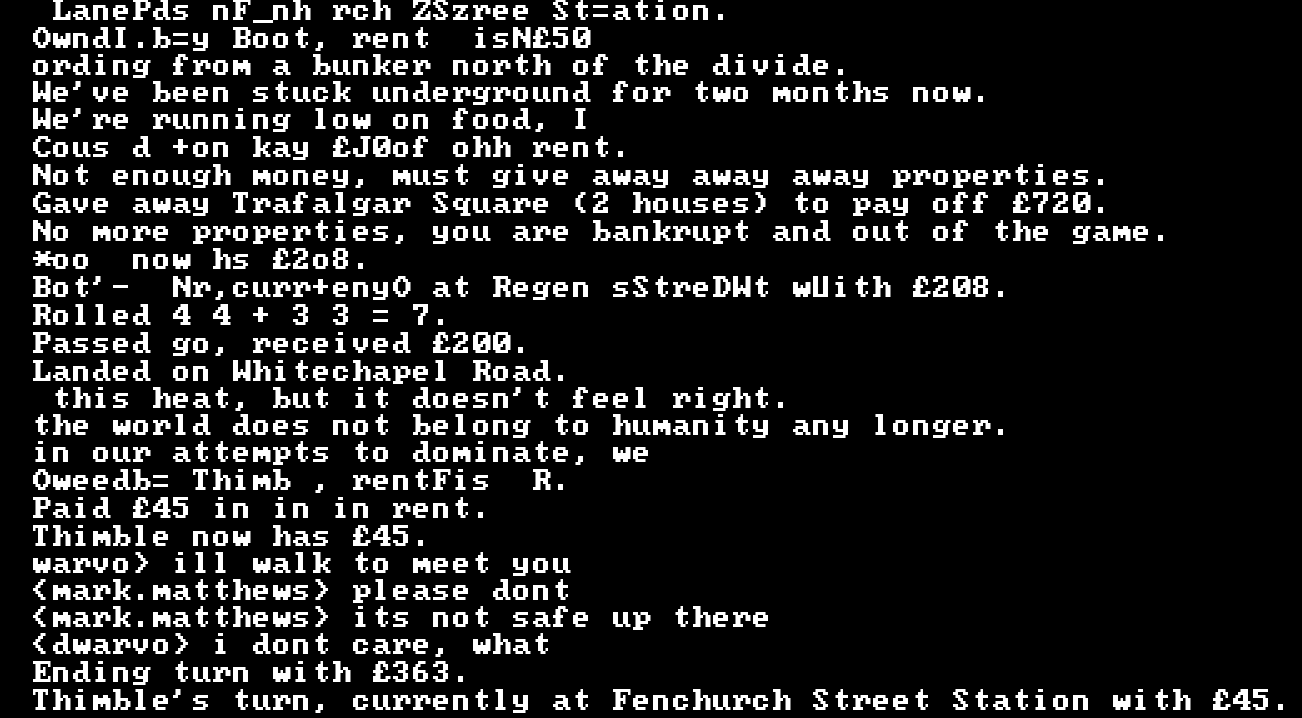 LanePds nF_nh rch ZSzree St=ation.
OwndI.b=y Boot, rent  isN£50
ording from a bunker north of the divide.
We've been stuck underground for two months now.
We're running low on food, I
Cous d +on kay £J0of ohh rent.
Not enough money, must give away away away properties.
Gave away Trafalgar Square (2 houses) to pay off £720.
No more properties, you are bankrupt and out of the game.
*oo  now hs £2o8.
Bot'-  Nr,curr+enyO at Regen sStreDWt wUith £208.
Rolled 4 4 + 3 3 = 7.
Passed go, received £200.
Landed on Whitechapel Road.
this heat, but it doesn't feel right.
the world does not belong to humanity any longer.
in our attempts to dominate, we
Oweedb= Thimb , rentFis  R.
Paid £45 in in in rent.
Thimble now has £45.
warvo> ill walk to meet you
<mark.matthews> please dont
<mark.matthews> its not safe up there
<dwarvo> i dont care, what
Ending turn with £363.
Thimble's turn, currently at Fenchurch Street Station with £45.